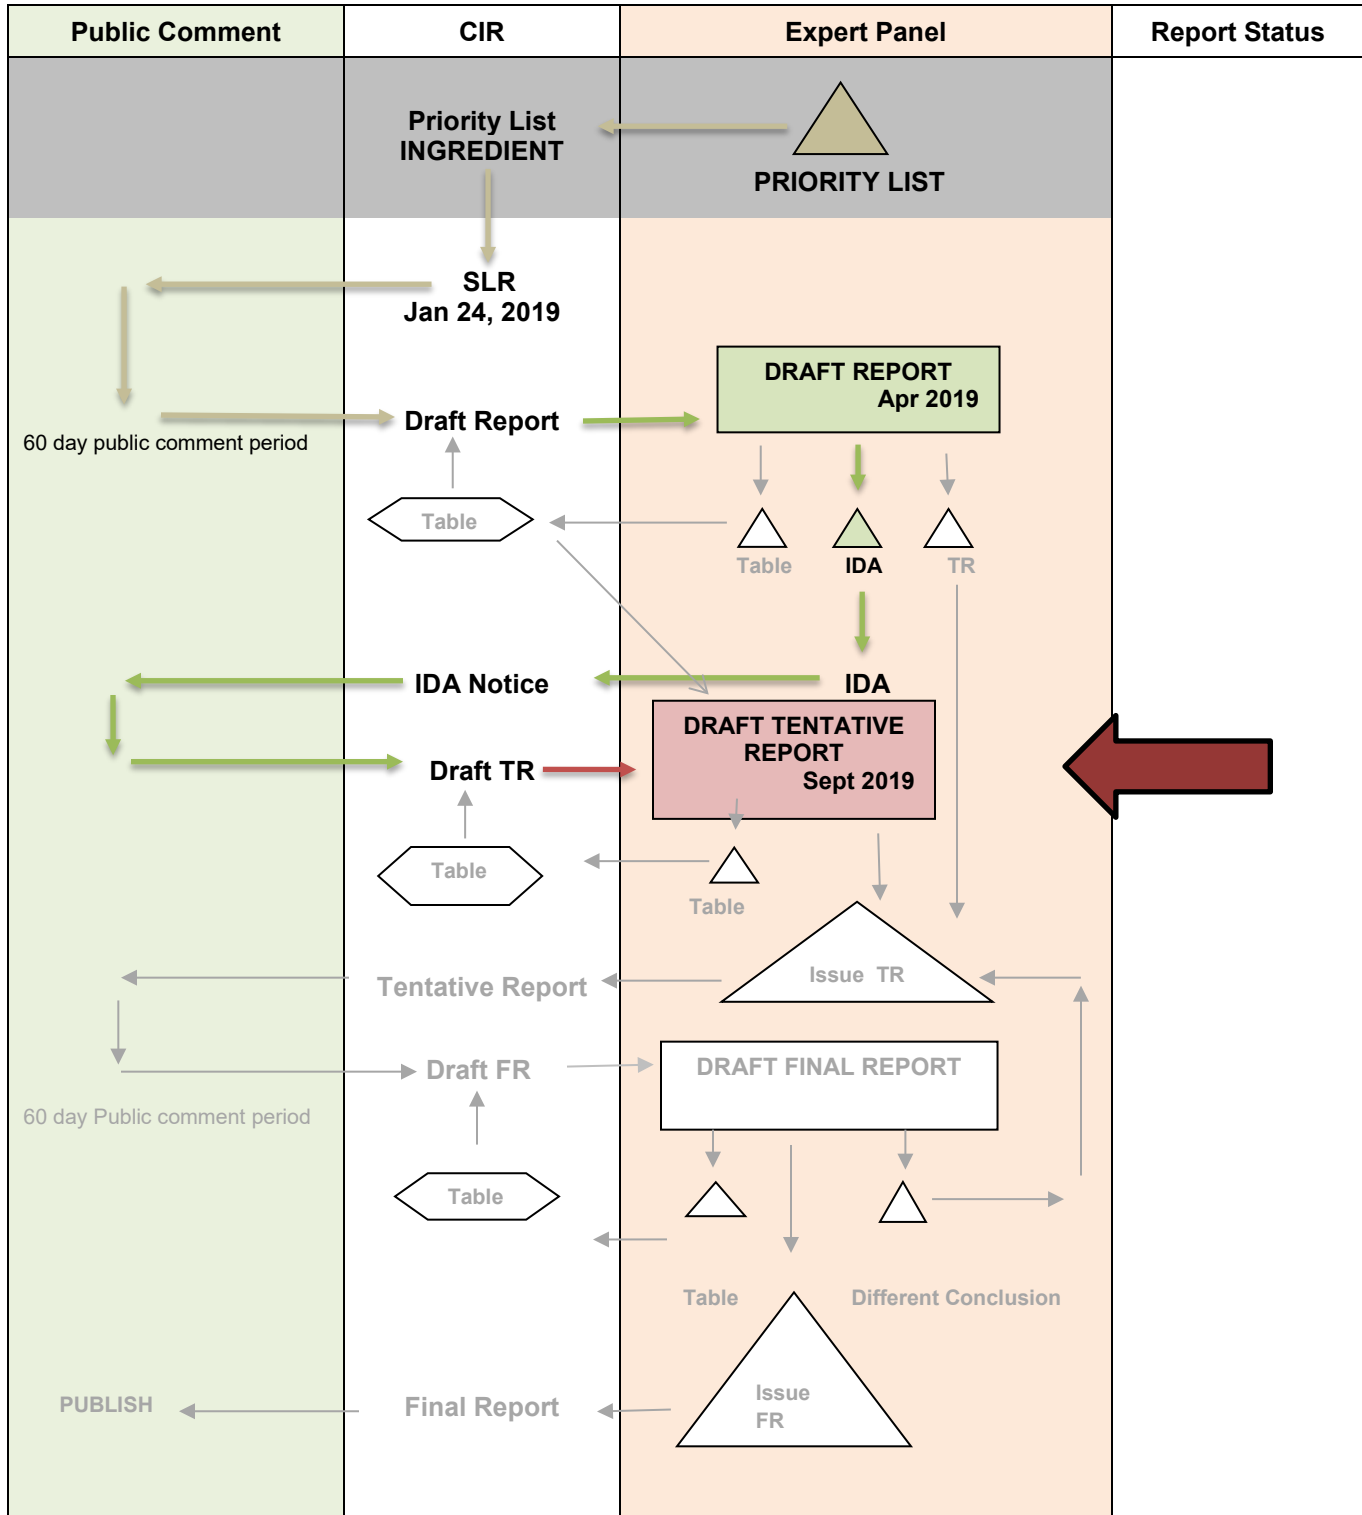 Public Comment
CIR
Expert Panel
Report Status
Priority List
INGREDIENT
PRIORITY LIST
SLR
Jan 24, 2019
DRAFT REPORT
Apr 2019
60 day public comment period
Draft Report
Table
Table
IDA
TR
IDA Notice
IDA
DRAFT TENTATIVE
REPORT
Sept 2019
Draft TR
Table
Table
Issue TR
Tentative Report
Draft FR
DRAFT FINAL REPORT
60 day Public comment period
Table
Table
Different Conclusion
PUBLISH
Final Report
Issue
FR